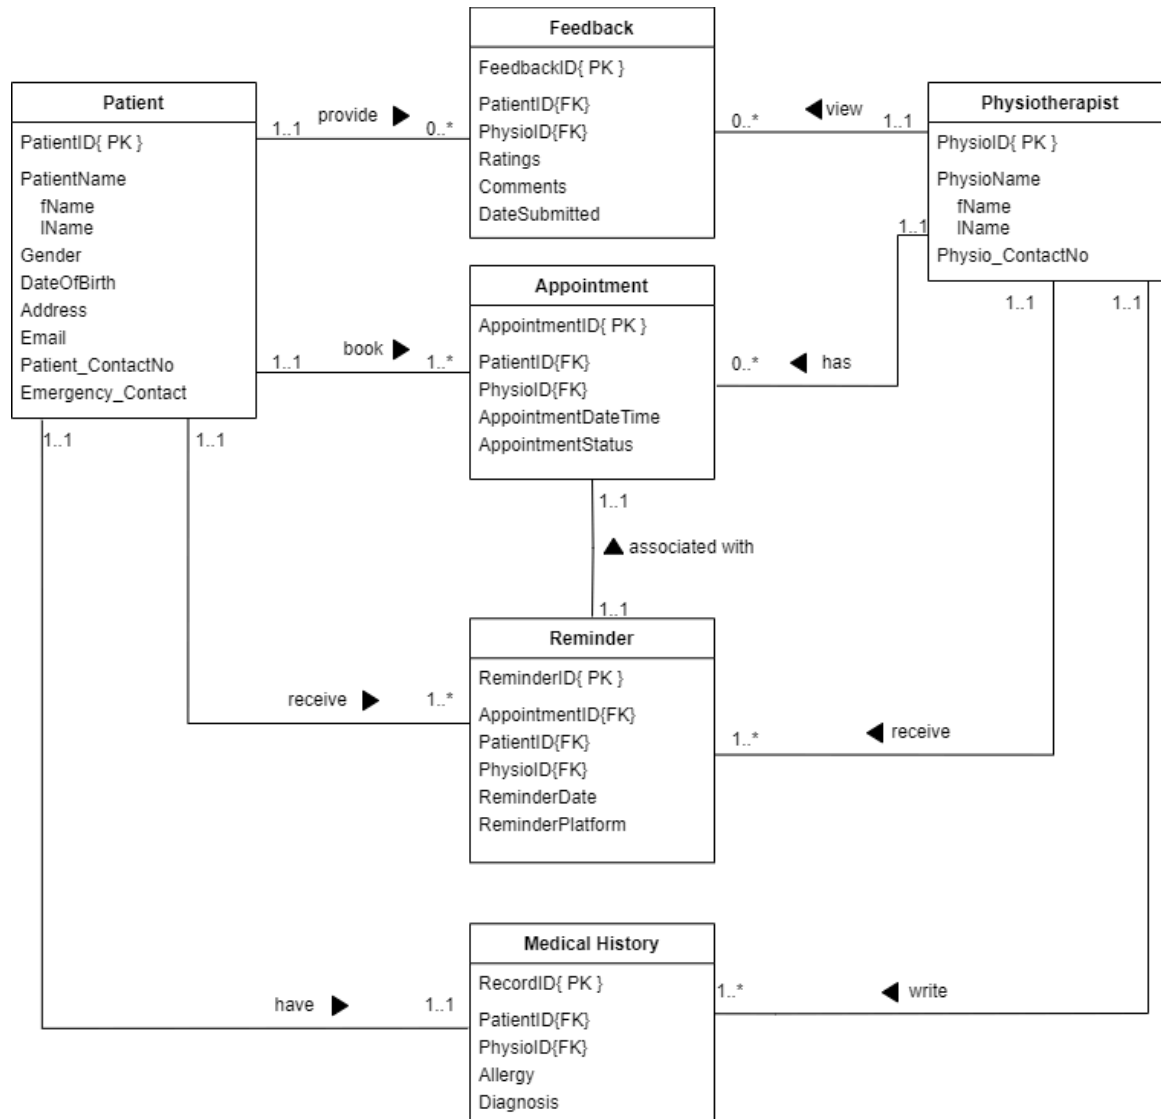 Feedback
FeedbackID{ PK }
PatientID{FK}
PhysioID{FK}
Ratings
Comments
DateSubmitted
Patient
PatientID{ PK }
PatientName
fName
lName
Gender
DateOfBirth
Address
Email
Patient_ContactNo
Emergency_Contact
1..1
provide
0..*
0..*
view
1..1
Physiotherapist
PhysioID{ PK }
PhysioName
fName
lName
Physio_ContactNo
1..1
Appointment
AppointmentID{ PK }
PatientID{FK}
PhysioID{FK}
AppointmentDateTime
AppointmentStatus
1..1
book
1..*
0..*
has
1..1
1..1
1..1
1..1
1..1
associated with
1..1
Reminder
ReminderID{ PK }
AppointmentID{FK}
PatientID{FK}
PhysioID{FK}
ReminderDate
ReminderPlatform
receive
1..*
1..*
receive
Medical History
RecordID{ PK }
PatientID{FK}
PhysioID{FK}
Allergy
Diagnosis
have
1..1
1..*
write